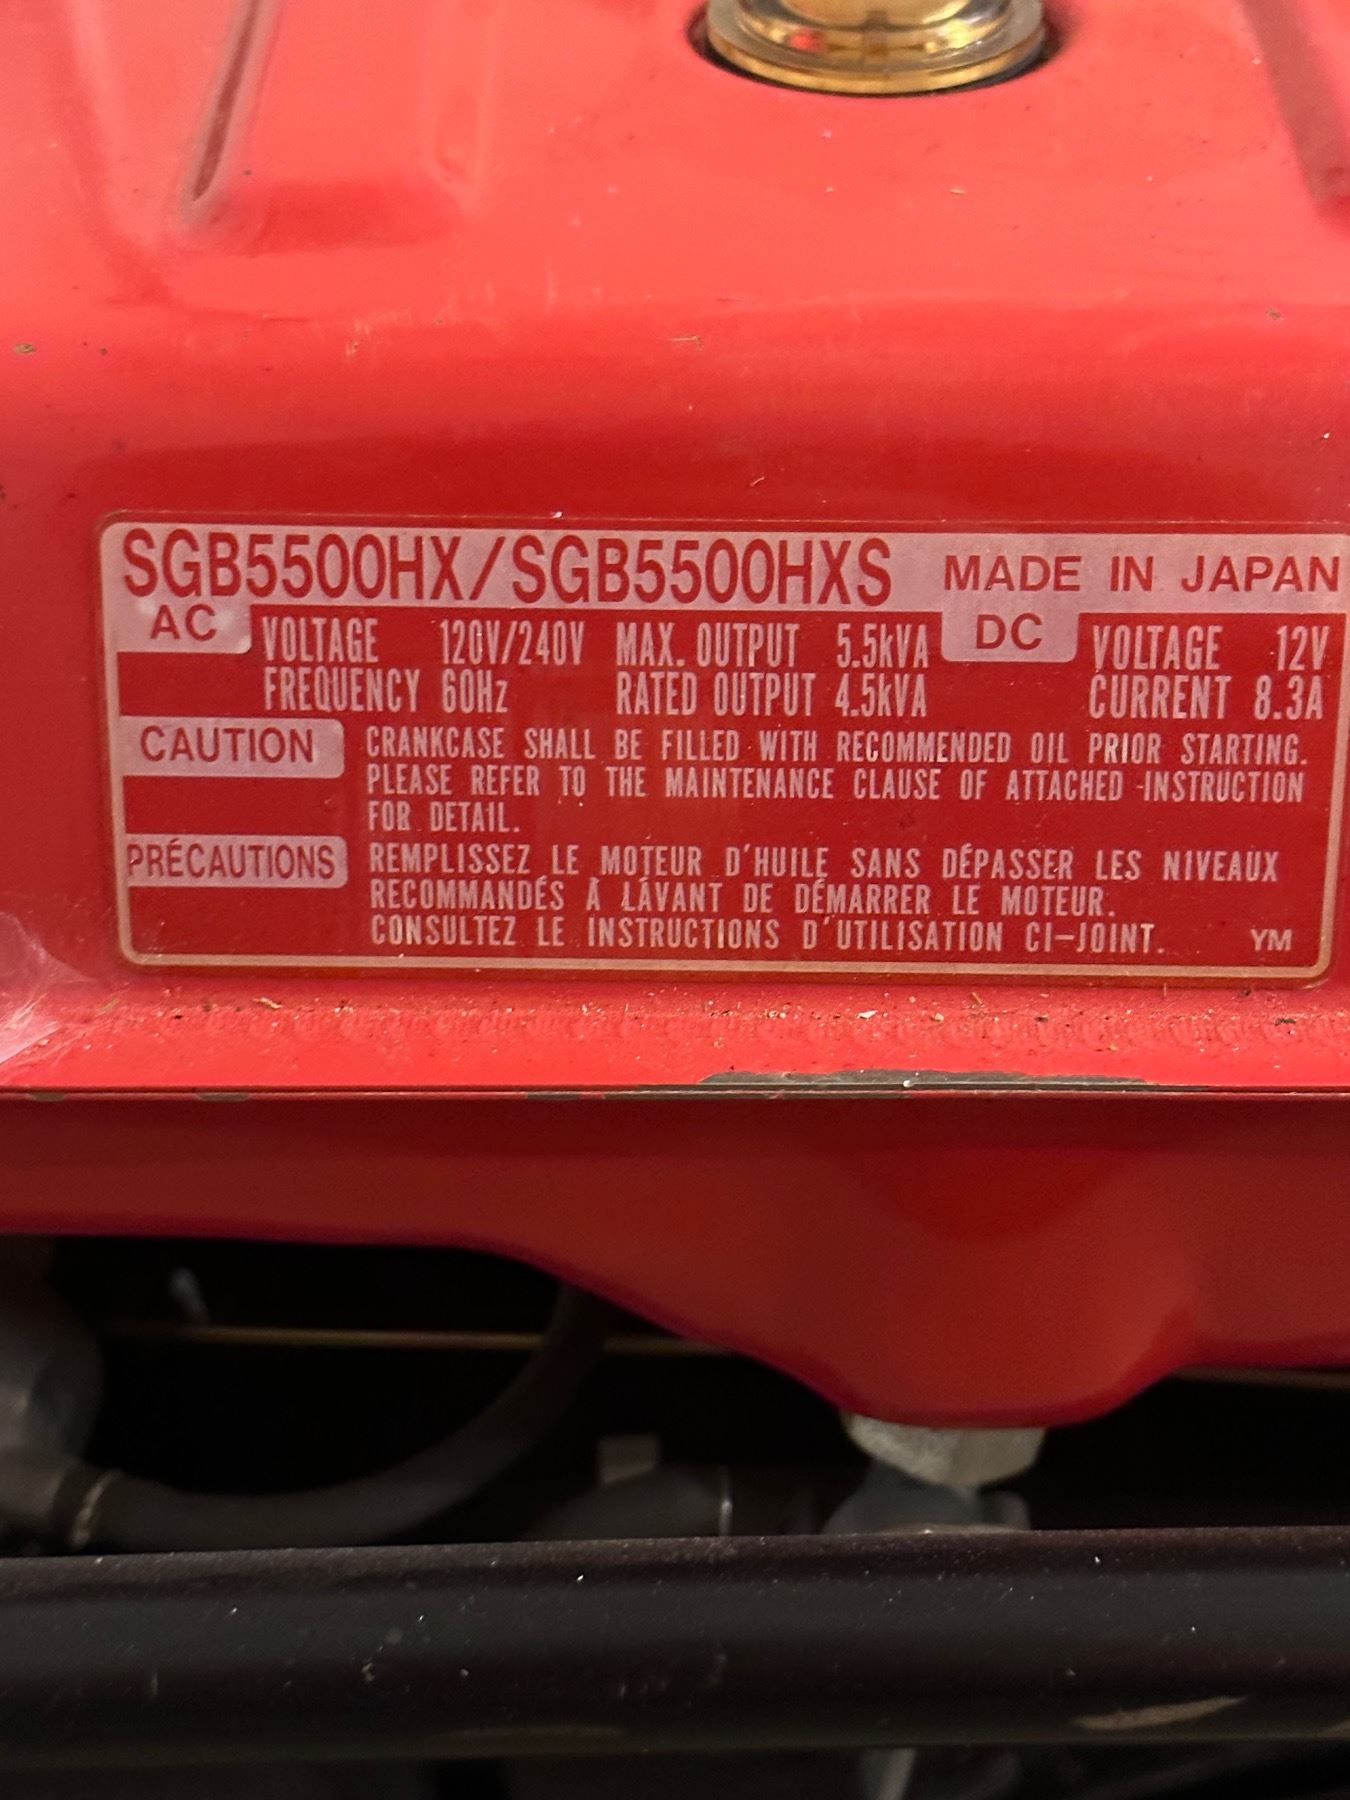 SGB5500HX/SGB5500HXS MADE IN JAPAN
AC VOLTAGE 120V/240V MAX. OUTPUT 5.5kVA DC VOLTAGE 12V
FREQUENCY 60Hz RATED OUTPUT 4.5kVA CURRENT 8.3A
CAUTION CRANKCASE SHALL BE FILLED WITH RECOMMENDED OIL PRIOR STARTING.
PLEASE REFER TO THE MAINTENANCE CLAUSE OF ATTACHED INSTRUCTION
FOR DETAIL.
PRÉCAUTIONS REMPLISSEZ LE MOTEUR D'HUILE SANS DÉPASSER LES NIVEAUX
RECOMMANDÉS À LÁVANT DE DÉMARRER LE MOTEUR.
CONSULTEZ LE INSTRUCTIONS D'UTILISATION CI-JOINT. YM